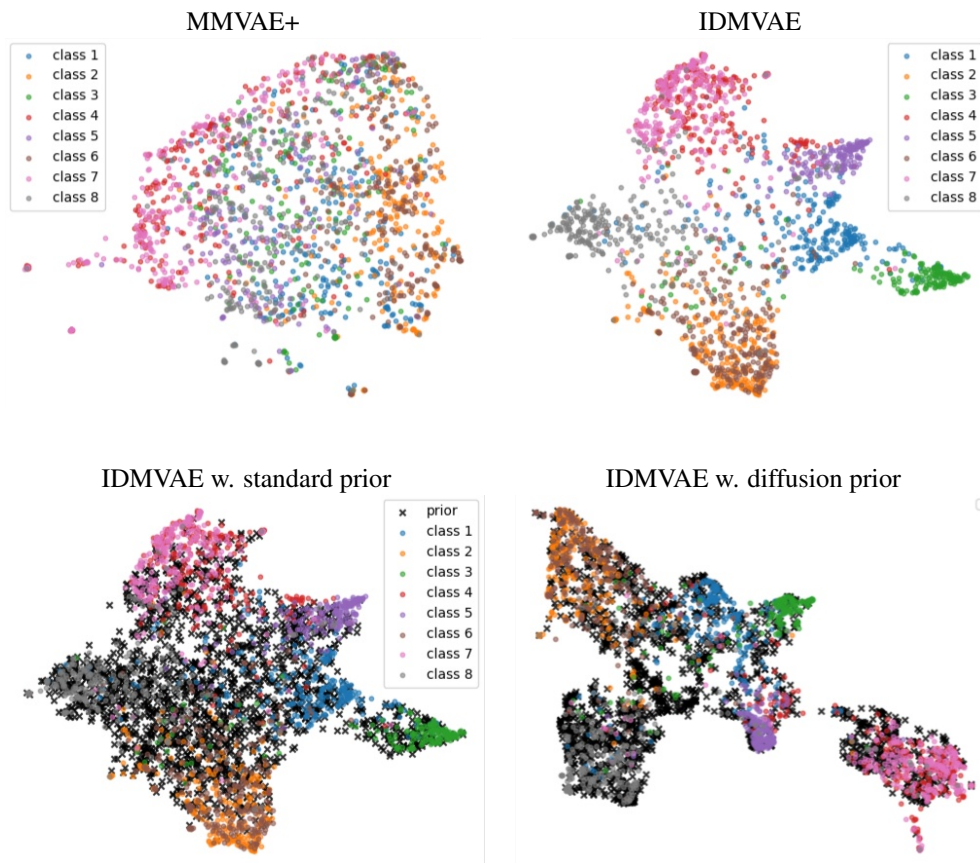 MMVAE+
class 1
class 2
class 3
class 4
class 5
class 6
class 7
class 8
IDMVAE
class 1
class 2
class 3
class 4
class 5
class 6
class 7
class 8
IDMVAE w. standard prior
prior
class 1
class 2
class 3
class 4
class 5
class 6
class 7
class 8
IDMVAE w. diffusion prior